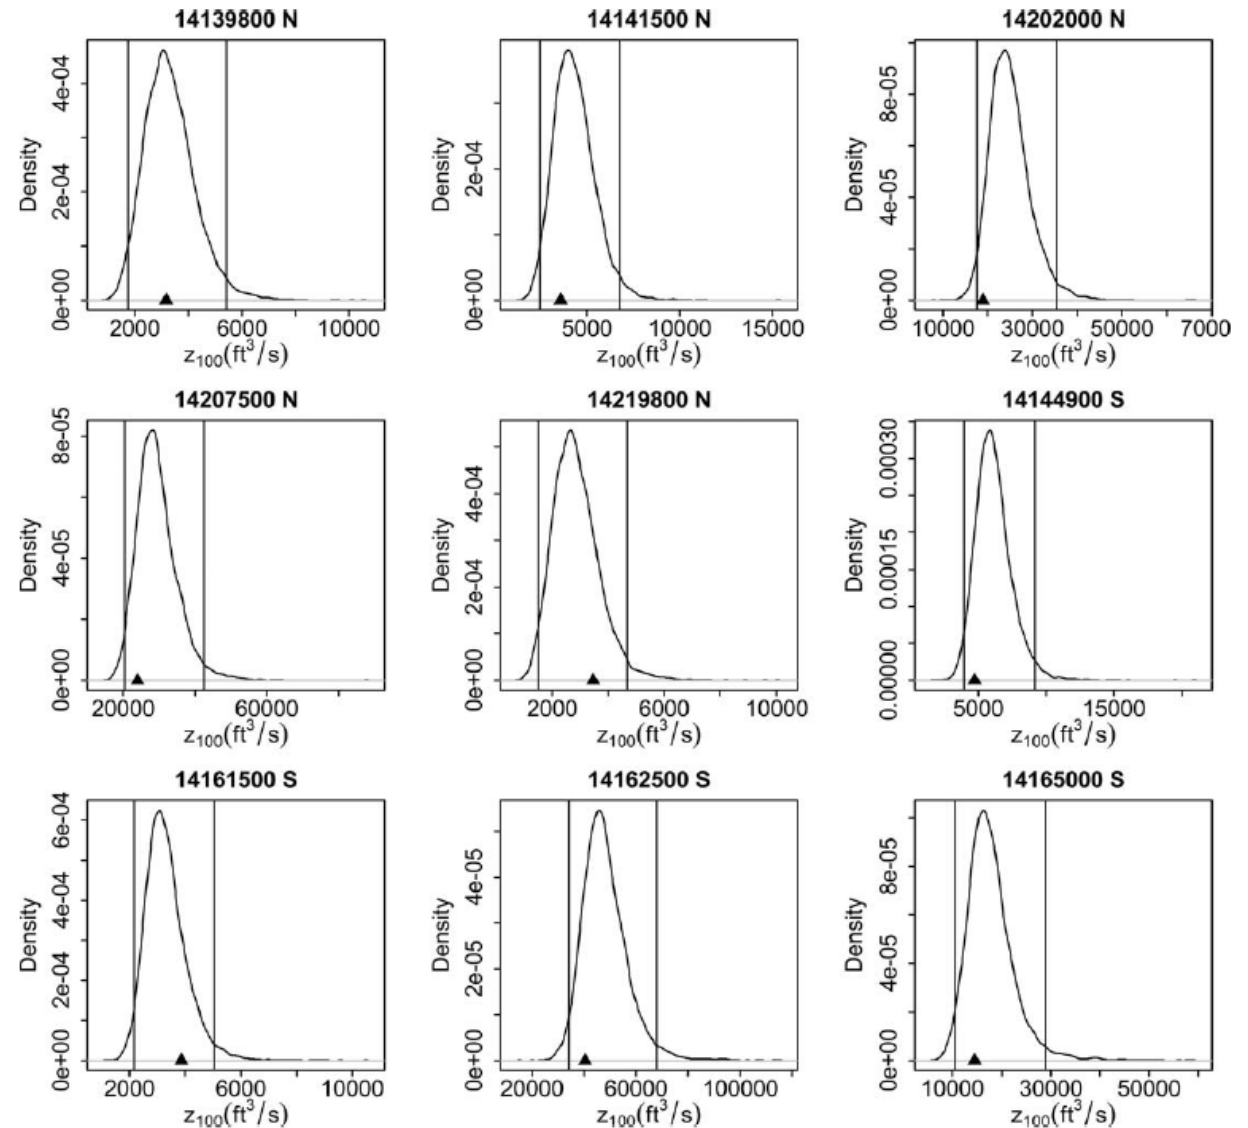 14139800 N
14141500 N
14202000 N
Density
0e+00 2e-04 4e-04
2000 6000 10000
z100(ft3/s)
Density
0e+00 2e-04
5000 10000 15000
z100(ft3/s)
Density
0e+00 4e-05 8e-05
10000 30000 50000 7000
z100(ft3/s)
14207500 N
14219800 N
14144900 S
Density
0e+00 4e-05 8e-05
20000 60000
z100(ft3/s)
Density
0e+00 2e-04 4e-04
2000 6000 10000
z100(ft3/s)
Density
0.00000 0.00015 0.00030
5000 15000
z100(ft3/s)
14161500 S
14162500 S
14165000 S
Density
0e+00 2e-04 4e-04 6e-04
2000 6000 10000
z100(ft3/s)
Density
0e+00 2e-05 4e-05
20000 60000 100000
z100(ft3/s)
Density
0e+00 4e-05 8e-05
10000 30000 50000
z100(ft3/s)